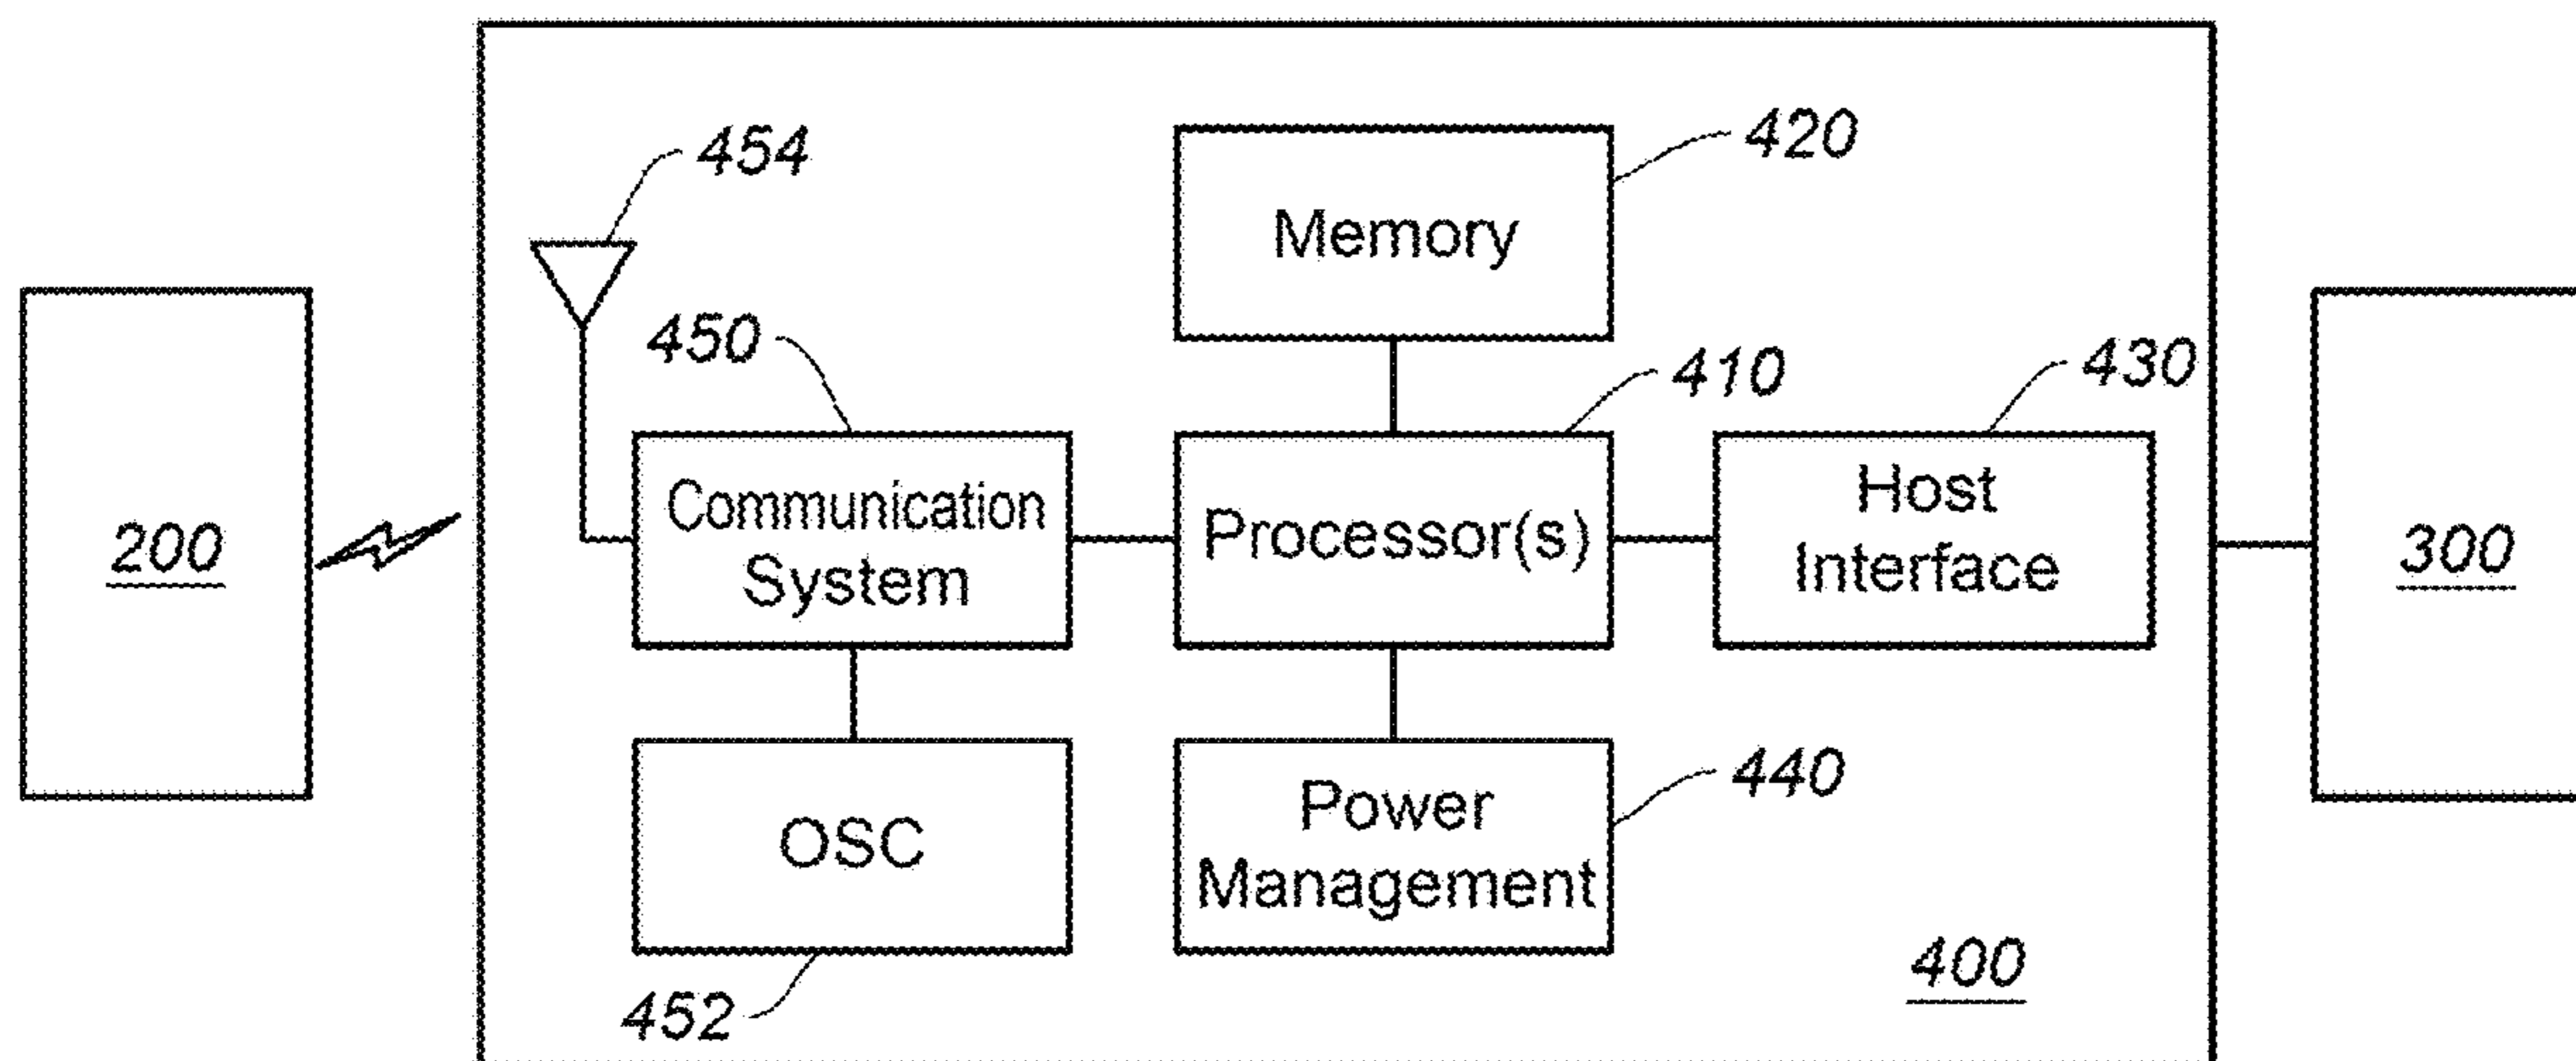 454
420
Memory
450
410
430
Communication
System
Processor(s)
Host
Interface
200
300
OSC
Power
Management
440
452
400